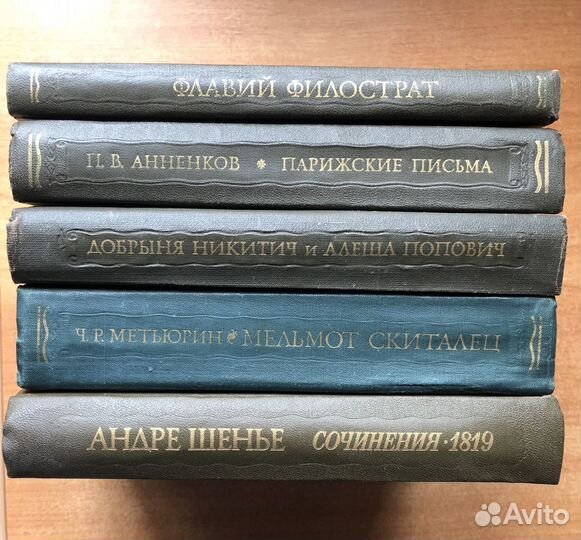 ФЛАВИЙ ФИЛОСТРАТ
П. В. АННЕНКОВ * ПАРИЖСКИЕ ПИСЬМА
ДОБРЫНЯ НИКИТИЧ и АЛЕША ПОПОВИЧ
Ч. Р. МЕТЬЮРИН МЕЛЬМОТ СКИТАЛЕЦ
АНДРЕ ШЕНЬЕ СОЧИНЕНИЯ · 1819
Avito